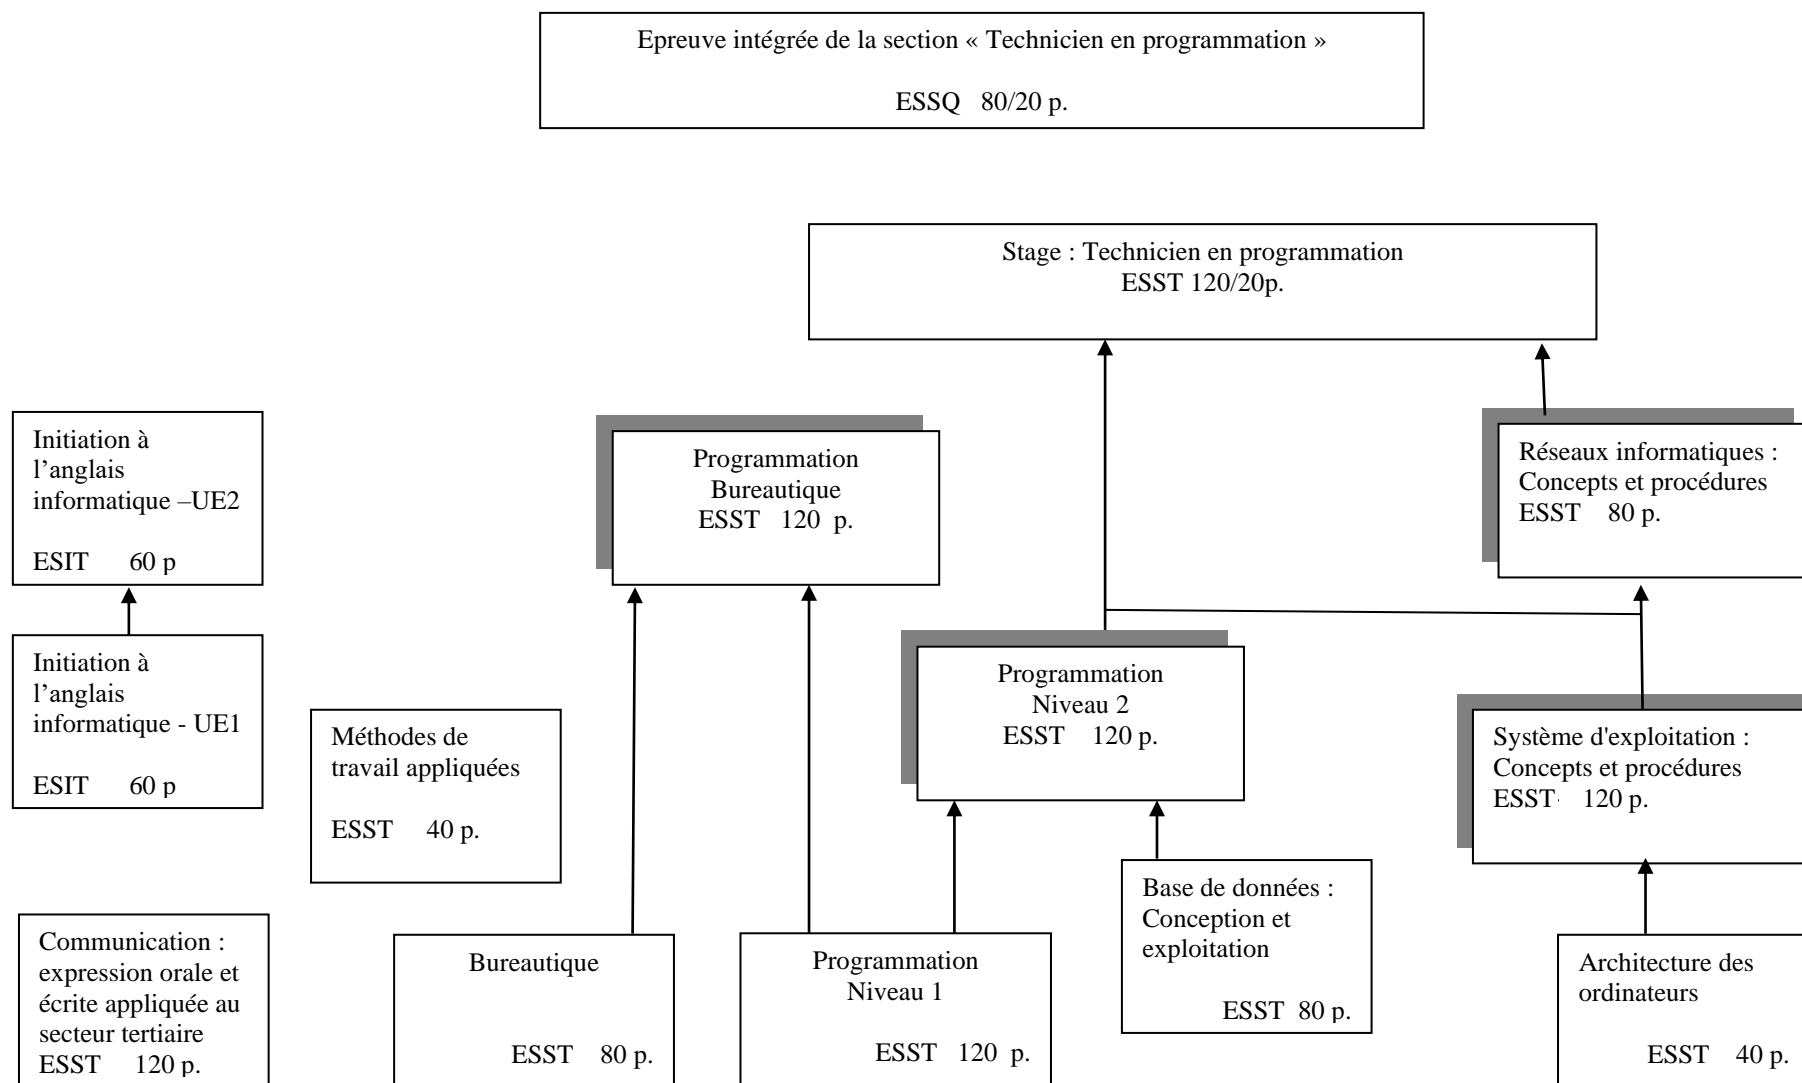 Epreuve intégrée de la section « Technicien en programmation »
ESSQ 80/20 p.
Stage : Technicien en programmation
ESST 120/20p.
Initiation à
l’anglais
informatique –UE2
ESIT 60 p
Programmation
Bureautique
ESST 120 p.
Réseaux informatiques :
Concepts et procédures
ESST 80 p.
Initiation à
l’anglais
informatique - UE1
ESIT 60 p
Méthodes de
travail appliquées
ESST 40 p.
Programmation
Niveau 2
ESST 120 p.
Système d'exploitation :
Concepts et procédures
ESST 120 p.
Communication :
expression orale et
écrite appliquée au
secteur tertiaire
ESST 120 p.
Bureautique
ESST 80 p.
Programmation
Niveau 1
ESST 120 p.
Base de données :
Conception et
exploitation
ESST 80 p.
Architecture des
ordinateurs
ESST 40 p.